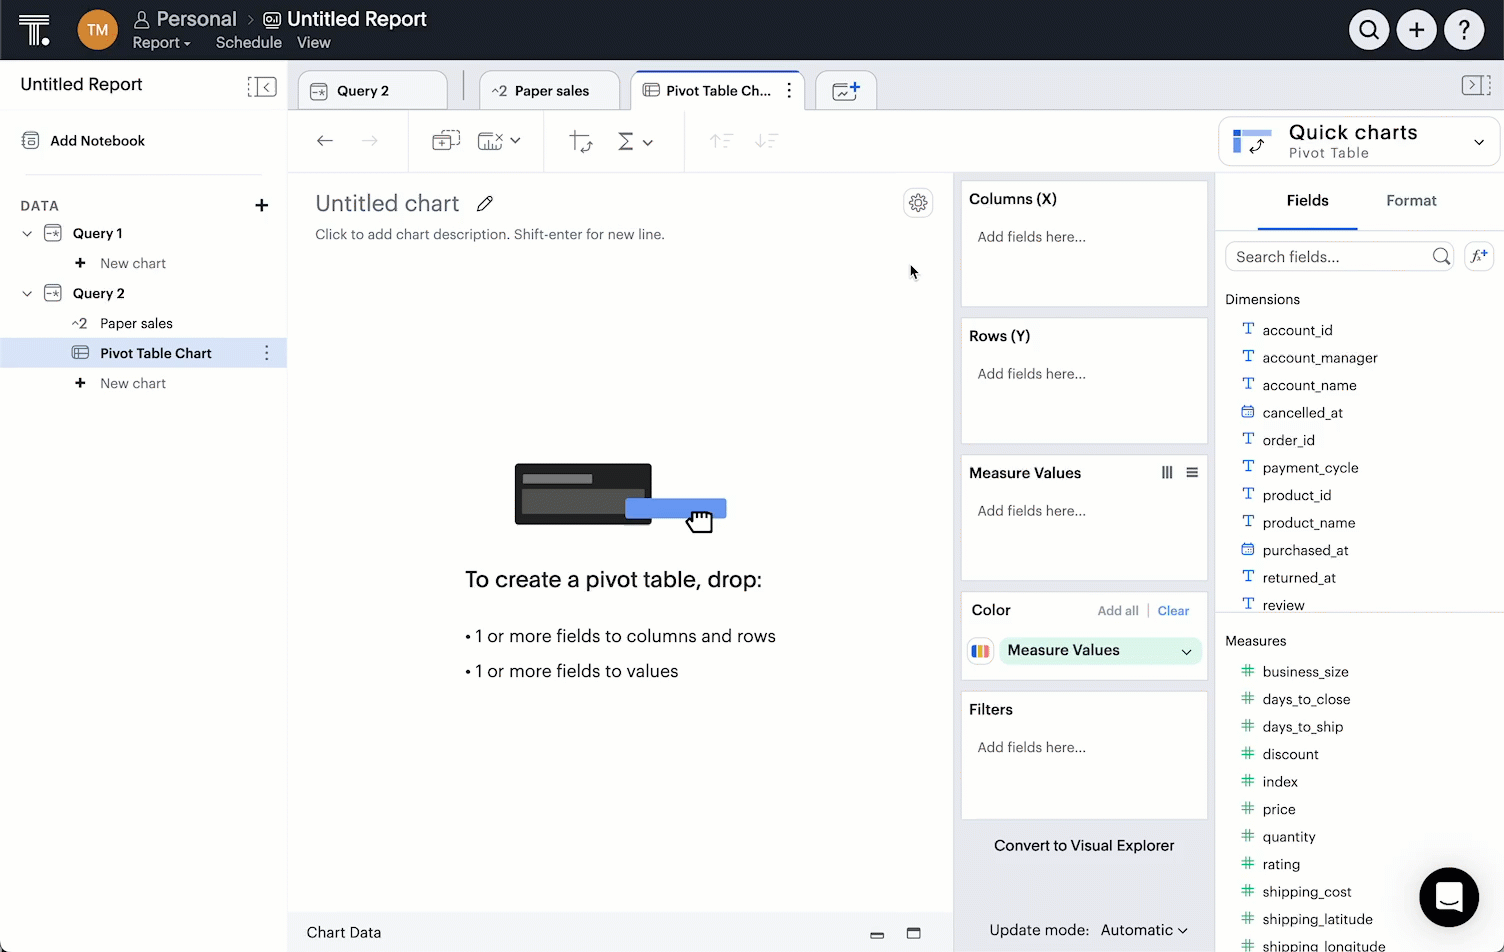 TM
Personal
Untitled Report
Report
Schedule
View
Untitled Report
Add Notebook
DATA
Query 1
New chart
Query 2
Paper sales
Pivot Table Chart
New chart
Query 2
^2 Paper sales
Pivot Table Ch...
Quick charts
Pivot Table
Untitled chart
Click to add chart description. Shift-enter for new line.
To create a pivot table, drop:
• 1 or more fields to columns and rows
• 1 or more fields to values
Chart Data
Columns (X)
Add fields here...
Rows (Y)
Add fields here...
Measure Values
Add fields here...
Color
Add all | Clear
Measure Values
Filters
Add fields here...
Convert to Visual Explorer
Update mode: Automatic
Fields
Format
Search fields...
Dimensions
account_id
account_manager
account_name
cancelled_at
order_id
payment_cycle
product_id
product_name
purchased_at
returned_at
review
Measures
business_size
days_to_close
days_to_ship
discount
index
price
quantity
rating
shipping_cost
shipping_latitude
shipping_longitude